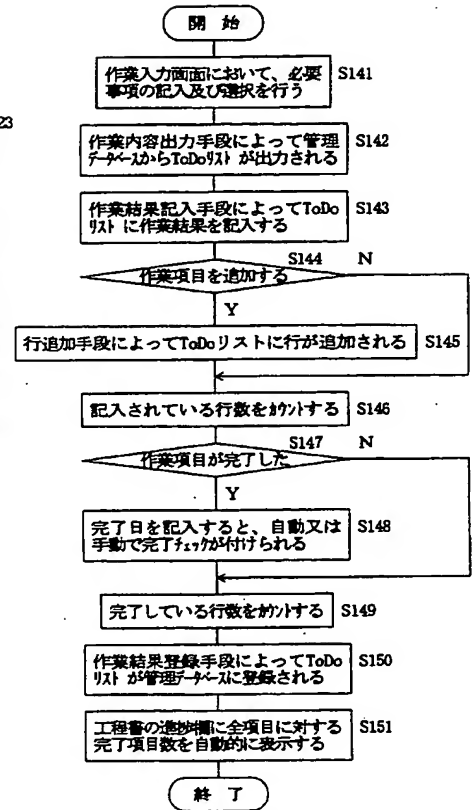 開 始
作業入力画面において、必要
事項の記入及び選択を行う
S141
23
作業内容出力手段によって管理
データベースからToDoリスト が出力される
S142
作業結果記入手段によってToDo
リスト に作業結果を記入する
S143
S144
N
作業項目を追加する
Y
行追加手段によってToDoリストに行が追加される
S145
記入されている行数をカウントする
S146
S147
N
作業項目が完了した
Y
完了日を記入すると、自動又は
手動で完了チェックが付けられる
S148
完了している行数をカウントする
S149
作業結果登録手段によってToDo
リスト が管理データベースに登録される
S150
工程書の進捗欄に全項目に対する
完了項目数を自動的に表示する
S151
終 了